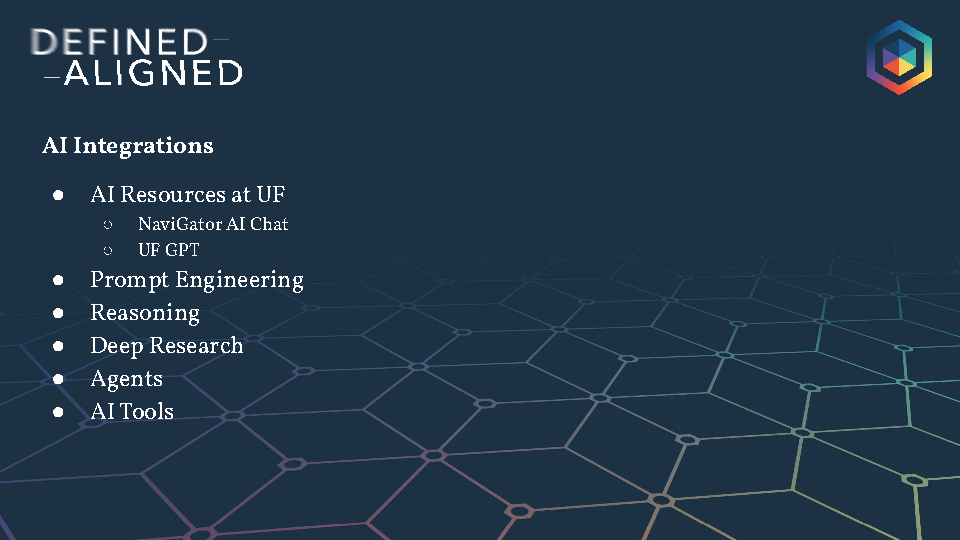 DEFINED
ALIGNED
AI Integrations
● AI Resources at UF
○ NaviGator AI Chat
○ UF GPT
● Prompt Engineering
● Reasoning
● Deep Research
● Agents
● AI Tools